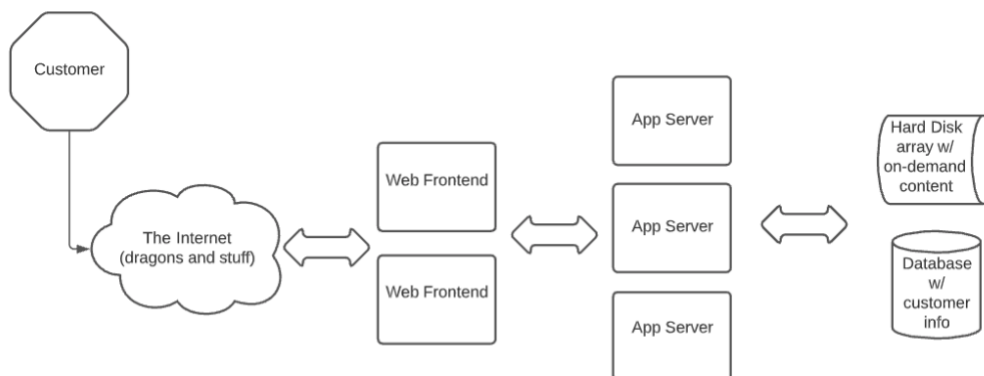 Customer
The Internet
(dragons and stuff)
Web Frontend
Web Frontend
App Server
App Server
App Server
Hard Disk
array w/
on-demand
content
Database
w/
customer
info